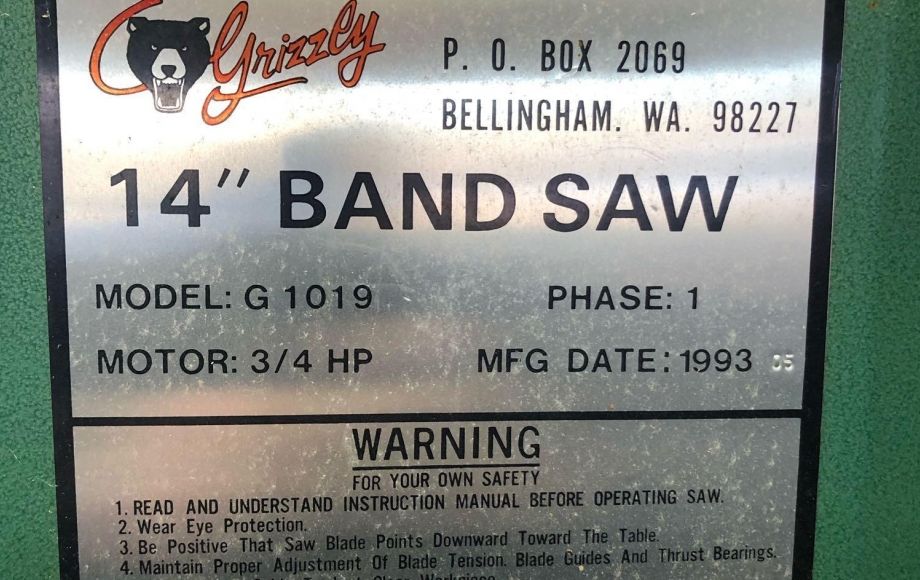 Grizzly
P. O. BOX 2069
BELLINGHAM. WA. 98227
14" BAND SAW
MODEL: G 1019 PHASE: 1
MOTOR: 3/4 HP MFG DATE: 1993 05
WARNING
FOR YOUR OWN SAFETY
1. READ AND UNDERSTAND INSTRUCTION MANUAL BEFORE OPERATING SAW.
2. Wear Eye Protection.
3. Be Positive That Saw Blade Points Downward Toward The Table.
4. Maintain Proper Adjustment Of Blade Tension. Blade Guides And Thrust Bearings.